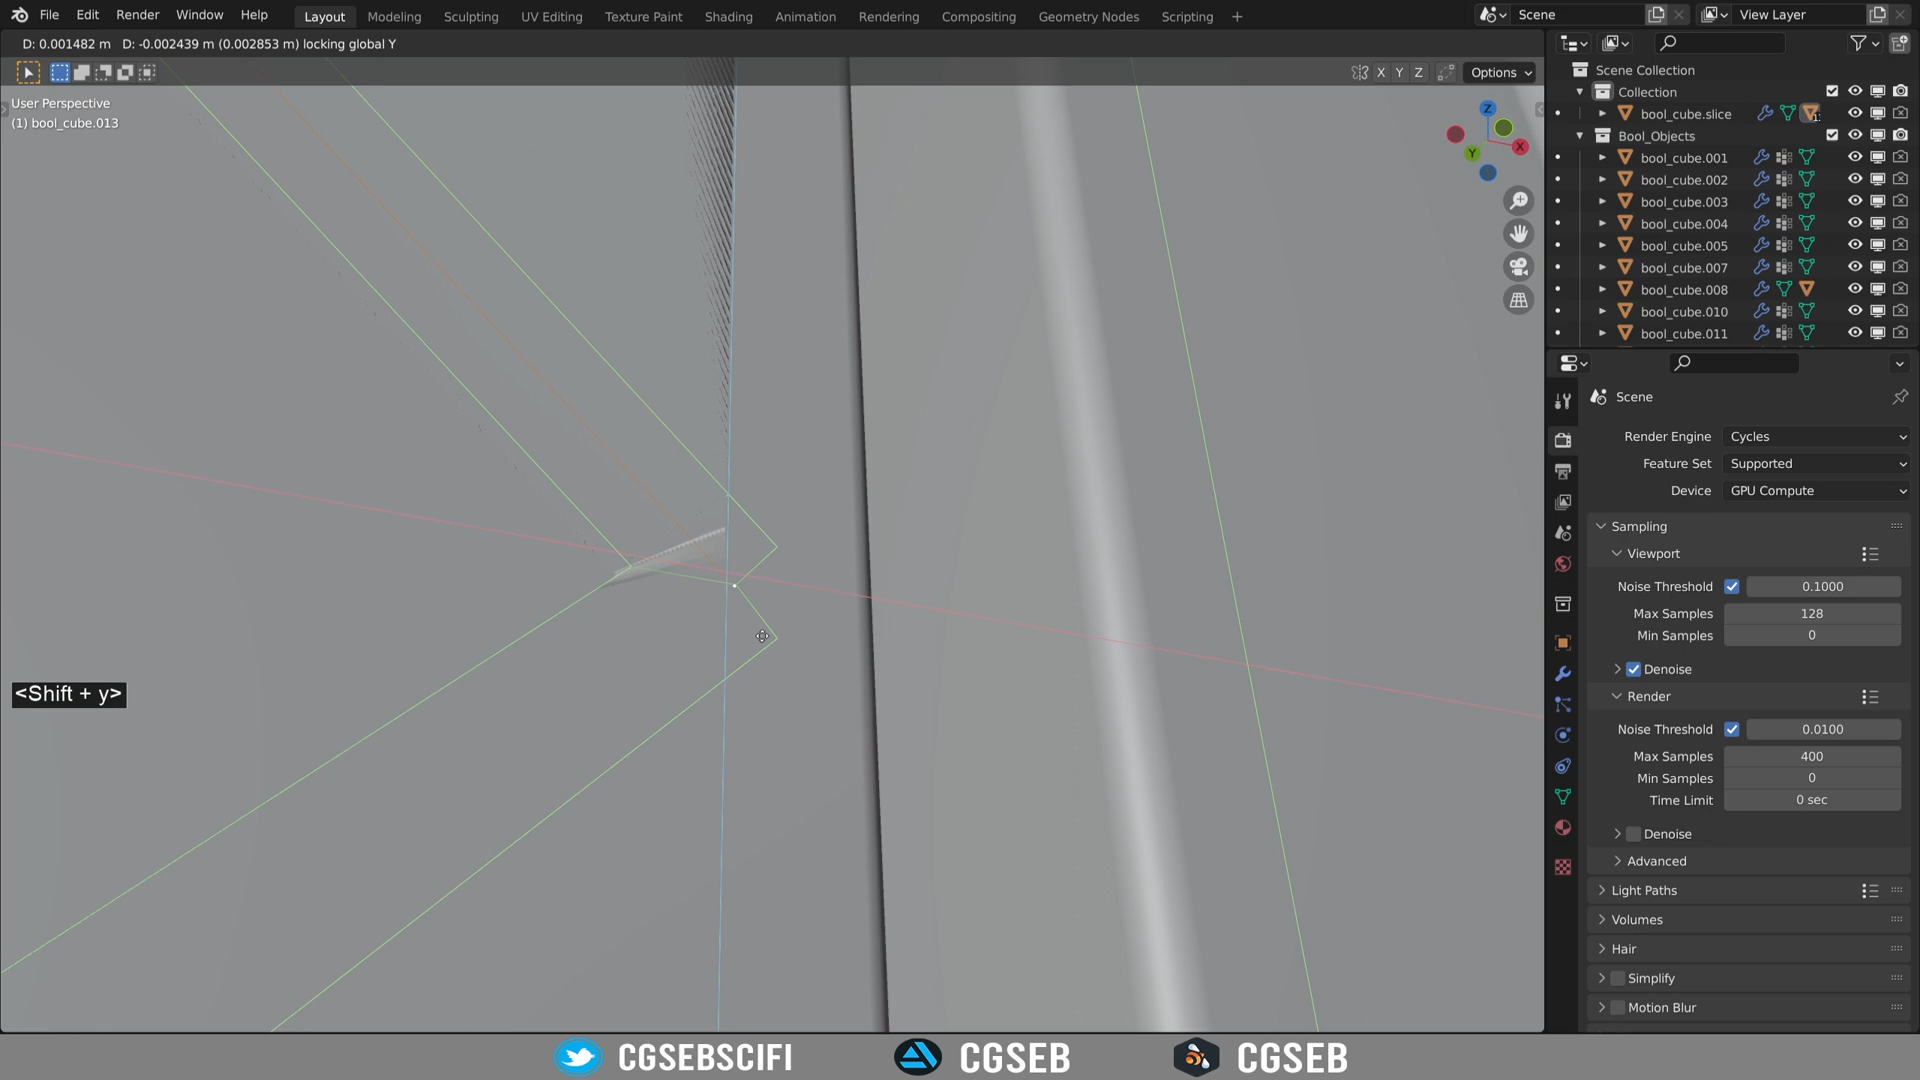 File Edit Render Window Help Layout Modeling Sculpting UV Editing Texture Paint Shading Animation Rendering Compositing Geometry Nodes Scripting + Scene View Layer
D: 0.001482 m D: -0.002439 m (0.002853 m) locking global Y
X Y Z Options
User Perspective
(1) bool_cube.013
Z
X
Y
<Shift + y>
Scene Collection
Collection
bool_cube.slice
Bool_Objects
bool_cube.001
bool_cube.002
bool_cube.003
bool_cube.004
bool_cube.005
bool_cube.007
bool_cube.008
bool_cube.010
bool_cube.011
Scene
Render Engine Cycles
Feature Set Supported
Device GPU Compute
Sampling
Viewport
Noise Threshold 0.1000
Max Samples 128
Min Samples 0
Denoise
Render
Noise Threshold 0.0100
Max Samples 400
Min Samples 0
Time Limit 0 sec
Denoise
Advanced
Light Paths
Volumes
Hair
Simplify
Motion Blur
CGSEBSCIFI CGSEB CGSEB